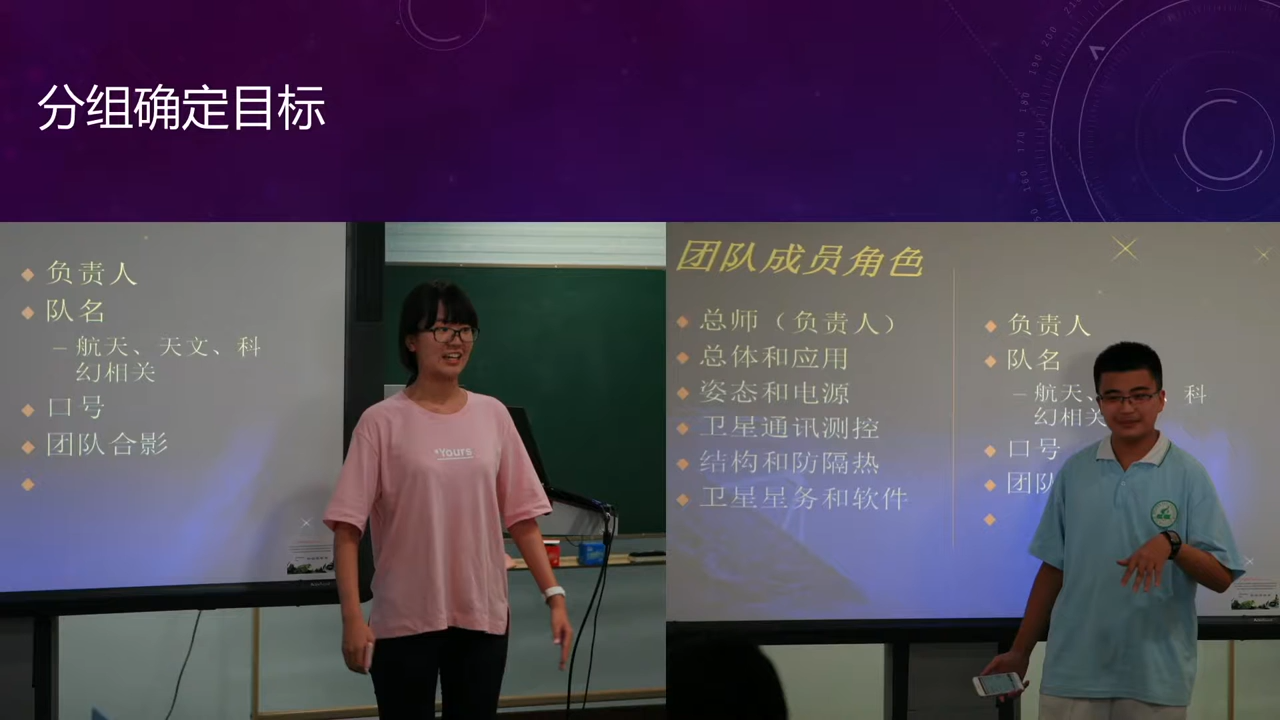 分组确定目标
负责人
队名
– 航天、天文、科
幻相关
口号
团队合影
Yours
团队成员角色
总师（负责人）
总体和应用
姿态和电源
卫星通讯测控
结构和防隔热
卫星星务和软件
负责人
队名
– 航天、 科
幻相关
口号
团队